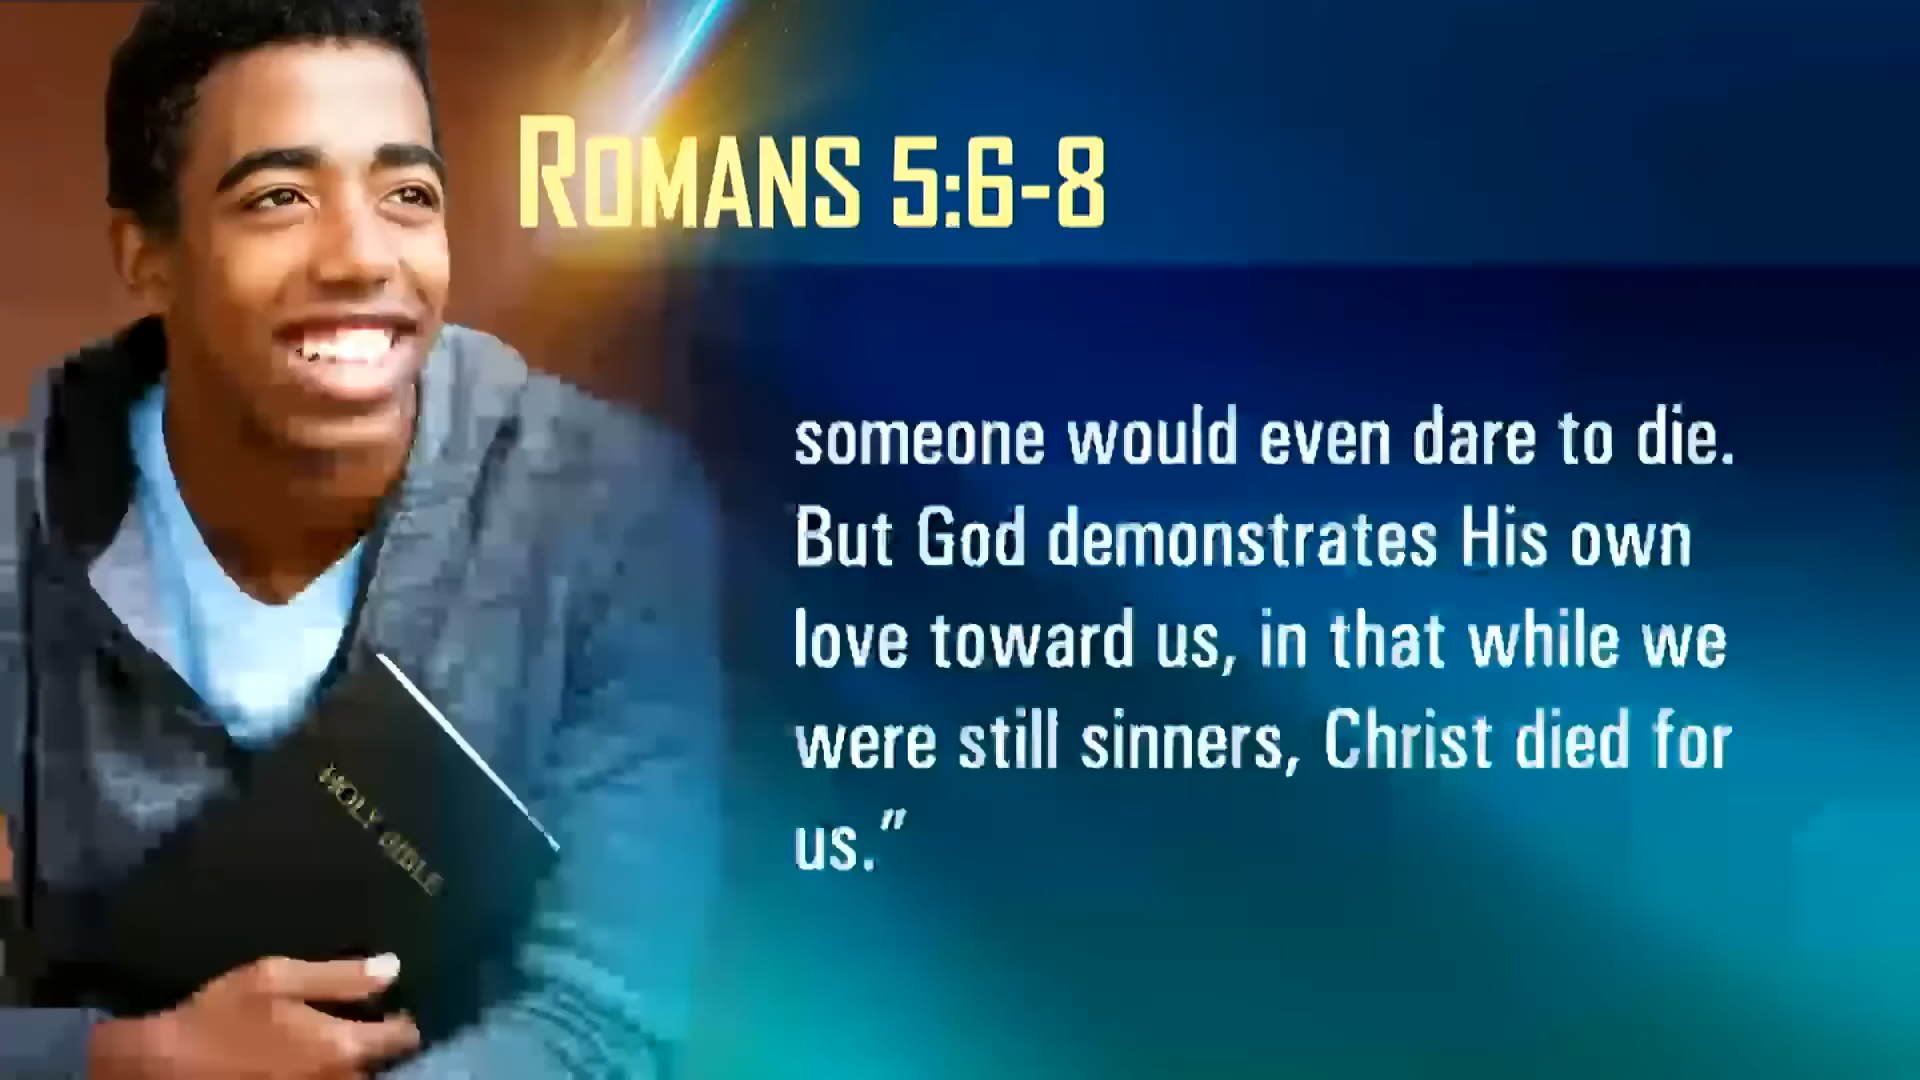 ROMANS 5:6-8
someone would even dare to die.
But God demonstrates His own
love toward us, in that while we
were still sinners, Christ died for
us.”
HOLY BIBLE